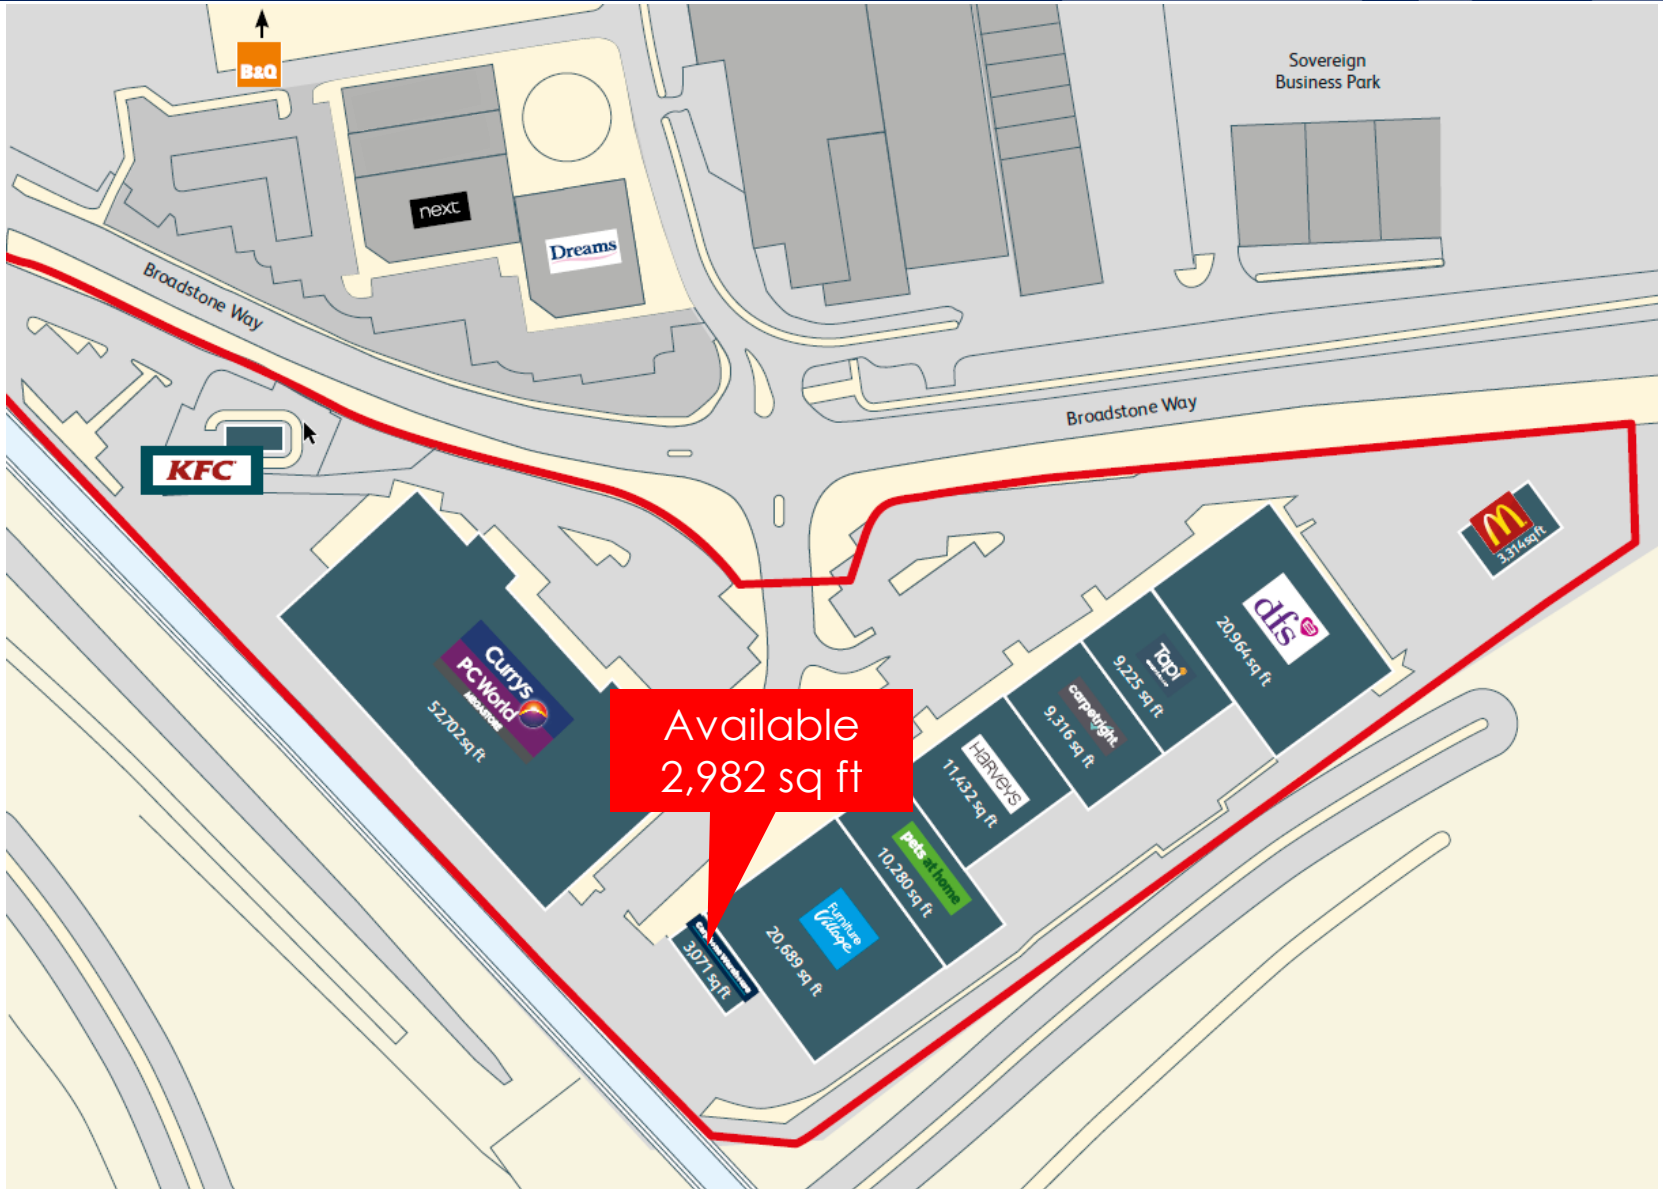 B&Q
Sovereign
Business Park
next
Dreams
Broadstone Way
Broadstone Way
KFC
3,314 sq ft
dfs
20,964 sq ft
Tapi
9,225 sq ft
carpetright
9,316 sq ft
Currys
PC World
MEGASTORE
52,702 sq ft
Available
2,982 sq ft
HARVEYS
11,432 sq ft
pets at home
10,280 sq ft
Furniture
Village
20,689 sq ft
3,071 sq ft